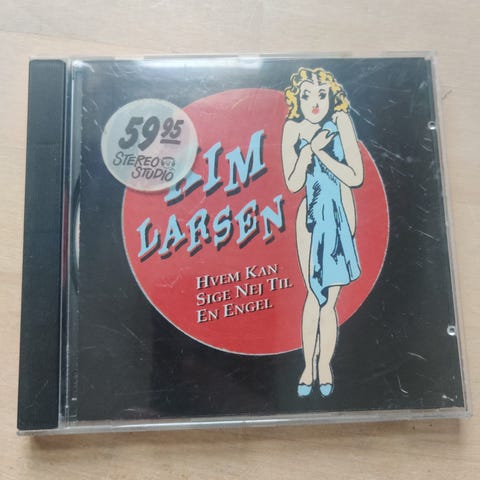 59 95
STEREO
STUDIO
KIM
LARSEN
HVEM KAN
SIGE NEJ TIL
EN ENGEL